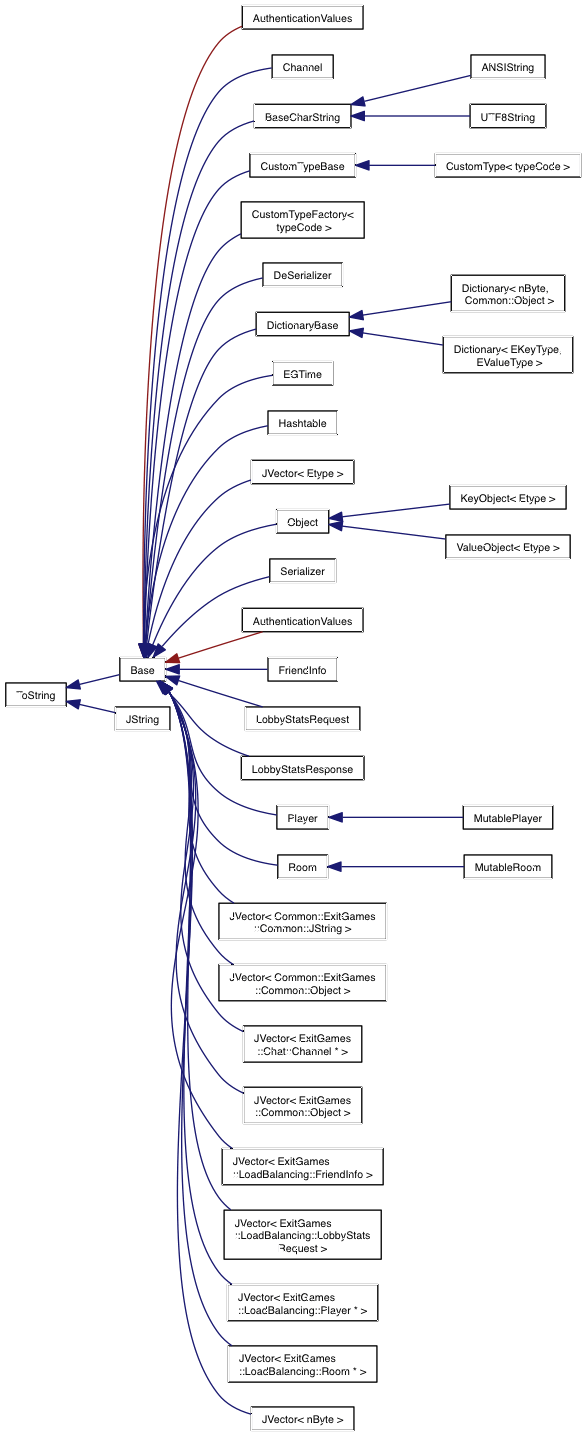 AuthenticationValues
Channel
ANSIString
BaseCharString
UTF8String
CustomTypeBase
CustomType< typeCode >
CustomTypeFactory<
typeCode >
DeSerializer
Dictionary< nByte,
Common::Object >
DictionaryBase
Dictionary< EKeyType,
EValueType >
EGTime
Hashtable
JVector< Etype >
KeyObject< Etype >
Object
ValueObject< Etype >
Serializer
AuthenticationValues
Base
FriendInfo
ToString
JString
LobbyStatsRequest
LobbyStatsResponse
Player
MutablePlayer
Room
MutableRoom
JVector< Common::ExitGames
::Common::JString >
JVector< Common::ExitGames
::Common::Object >
JVector< ExitGames
::Chat::Channel * >
JVector< ExitGames
::Common::Object >
JVector< ExitGames
::LoadBalancing::FriendInfo >
JVector< ExitGames
::LoadBalancing::LobbyStats
Request >
JVector< ExitGames
::LoadBalancing::Player * >
JVector< ExitGames
::LoadBalancing::Room * >
JVector< nByte >